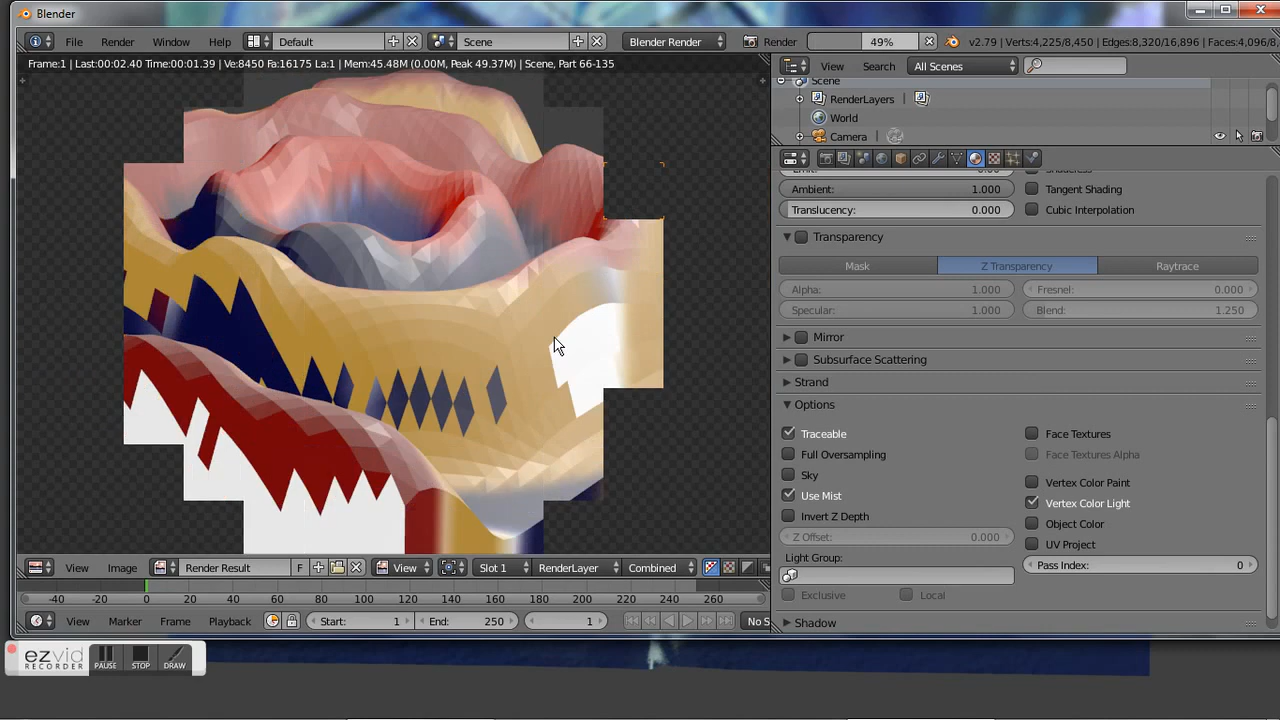 Blender
File Render Window Help Default Scene Blender Render Render 49% v2.79 | Verts:4,225/8,450 | Edges:8,320/16,896 | Faces:4,096/8,
Frame:1 | Last:00:02.40 Time:00:01.39 | Ve:8450 Fa:16175 La:1 | Mem:45.48M (0.00M, Peak 49.37M) | Scene, Part 66-135
View Search All Scenes
Scene
RenderLayers
World
Camera
Ambient: 1.000 Tangent Shading
Translucency: 0.000 Cubic Interpolation
Transparency
Mask Z Transparency Raytrace
Alpha: 1.000 Fresnel: 0.000
Specular: 1.000 Blend: 1.250
Mirror
Subsurface Scattering
Strand
Options
Traceable Face Textures
Full Oversampling Face Textures Alpha
Sky Vertex Color Paint
Use Mist Vertex Color Light
Invert Z Depth Object Color
Z Offset: 0.000 UV Project
Light Group: Pass Index: 0
Exclusive Local
Shadow
View Image Render Result F View Slot 1 RenderLayer Combined
-40 -20 0 20 40 60 80 100 120 140 160 180 200 220 240 260
View Marker Frame Playback Start: 1 End: 250 1 No S
ezvid
RECORDER
PAUSE STOP DRAW